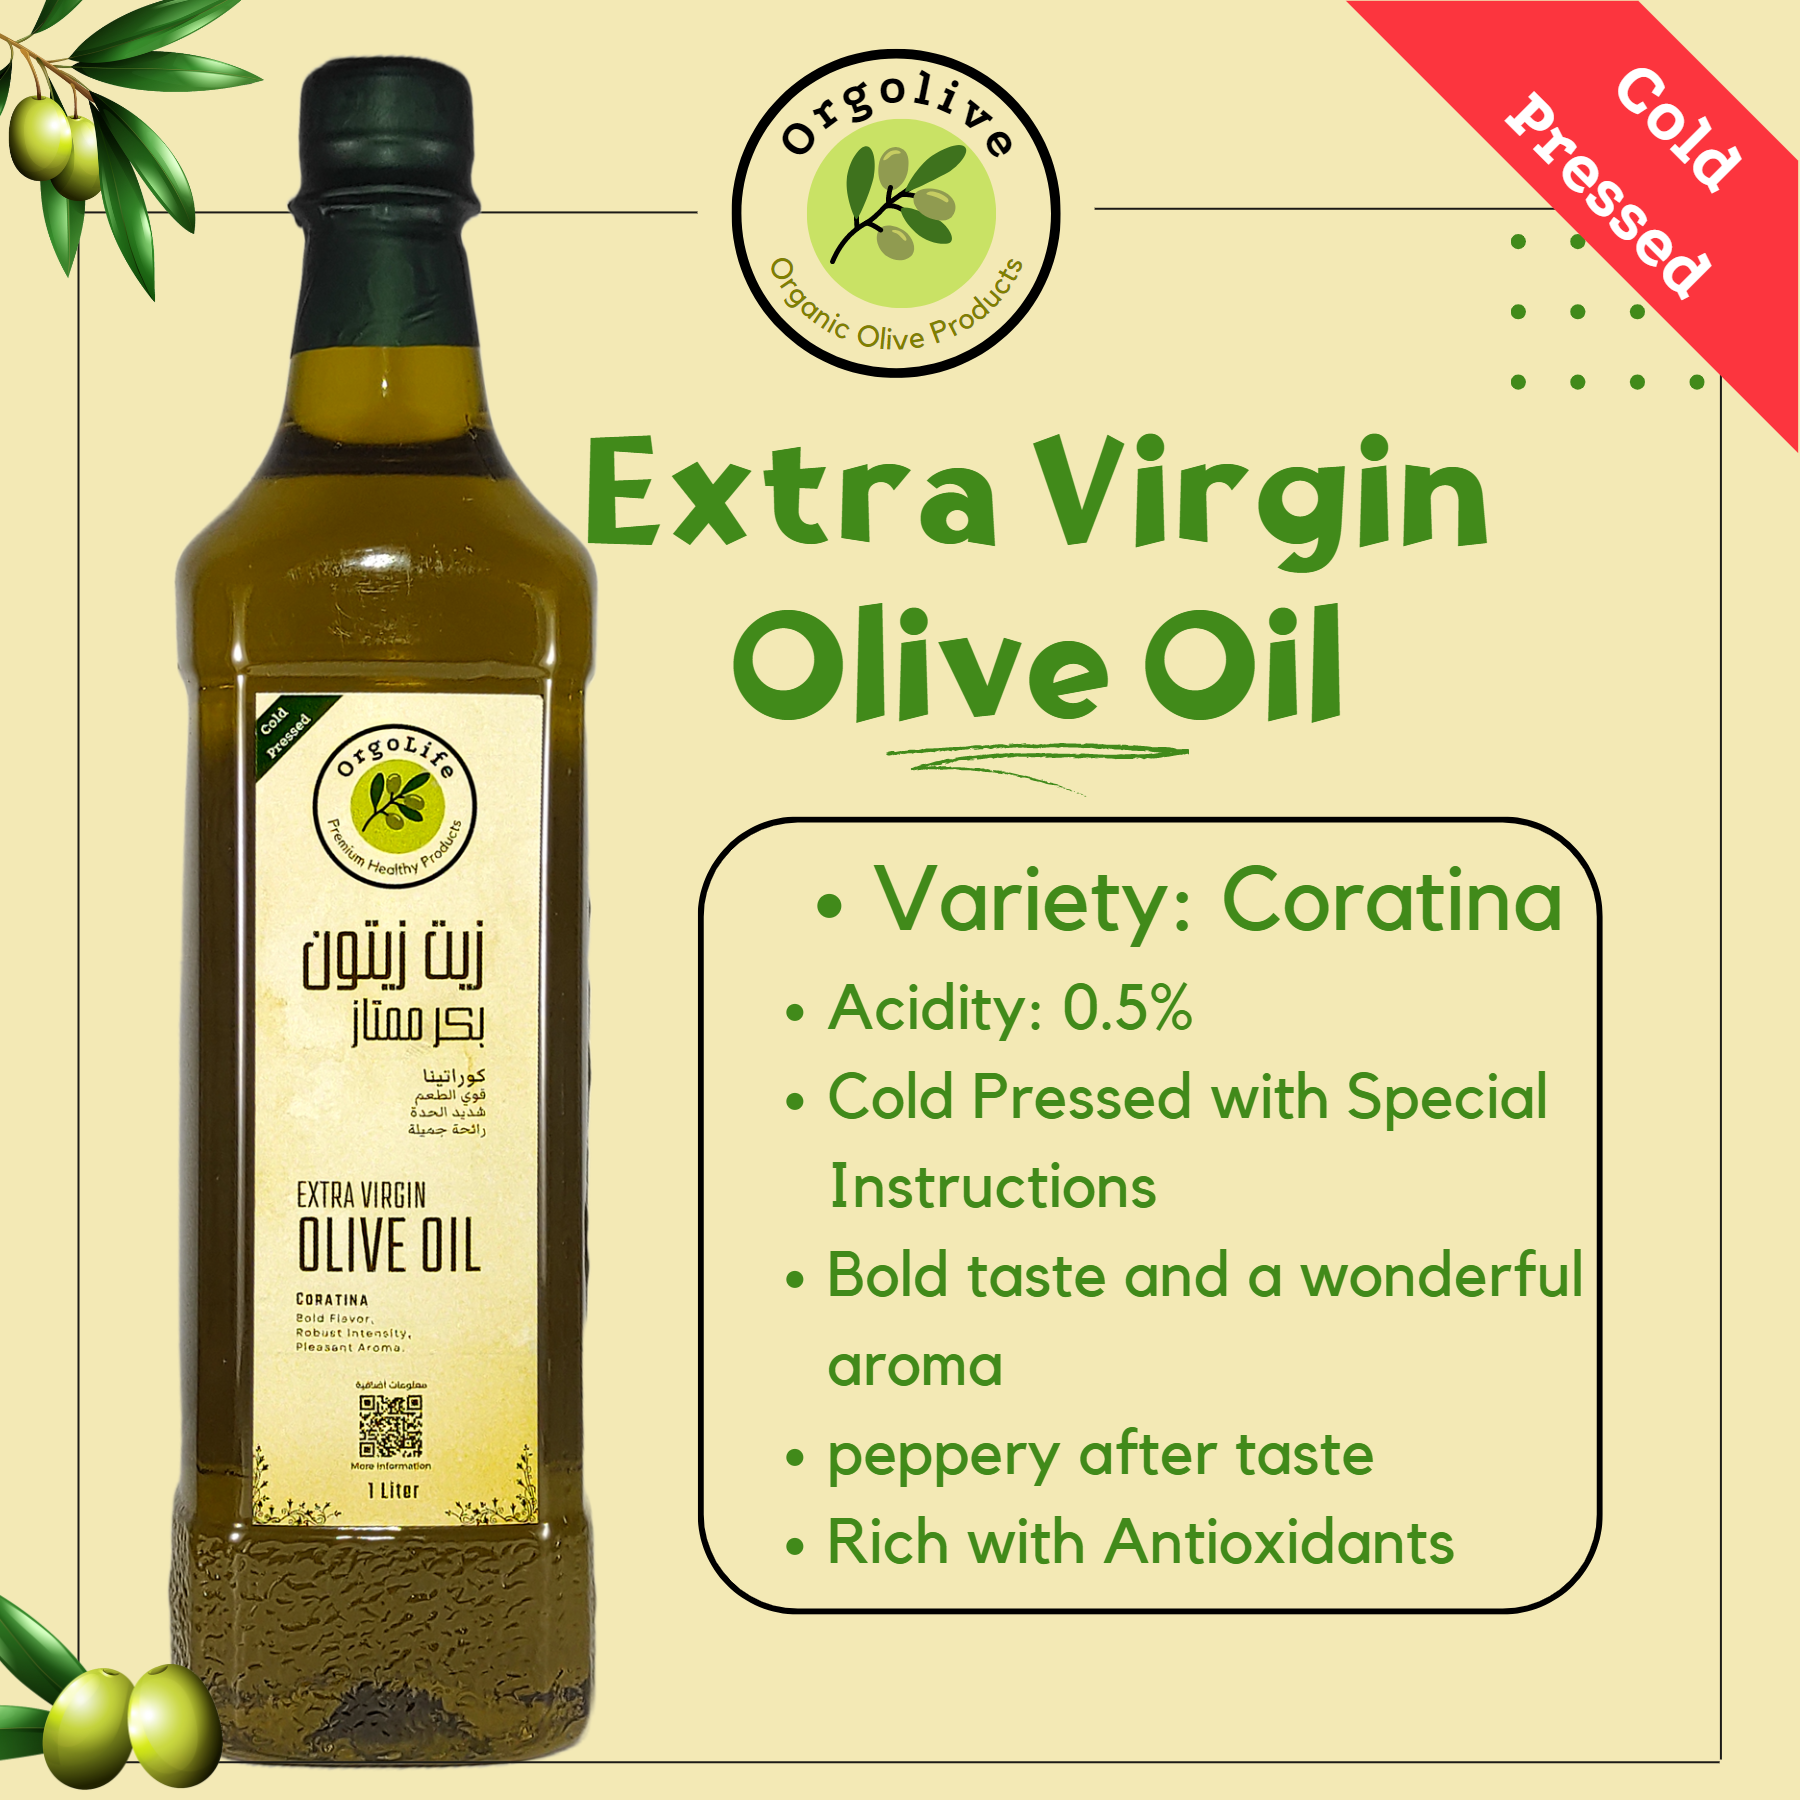 Orgolive
Organic Olive Products
Cold
Pressed
Extra Virgin
Olive Oil
• Variety: Coratina
• Acidity: 0.5%
• Cold Pressed with Special
Instructions
• Bold taste and a wonderful
aroma
• peppery after taste
• Rich with Antioxidants
Cold
Pressed
OrgoLife
Premium Healthy Products
زيت زيتون
بكر ممتاز
كوراتينا
قوي الطعم
شديد الحدة
رائحة جميلة
EXTRA VIRGIN
OLIVE OIL
CORATINA
Bold Flavor,
Robust Intensity,
Pleasant Aroma.
معلومات اضافية
More information
1 Liter